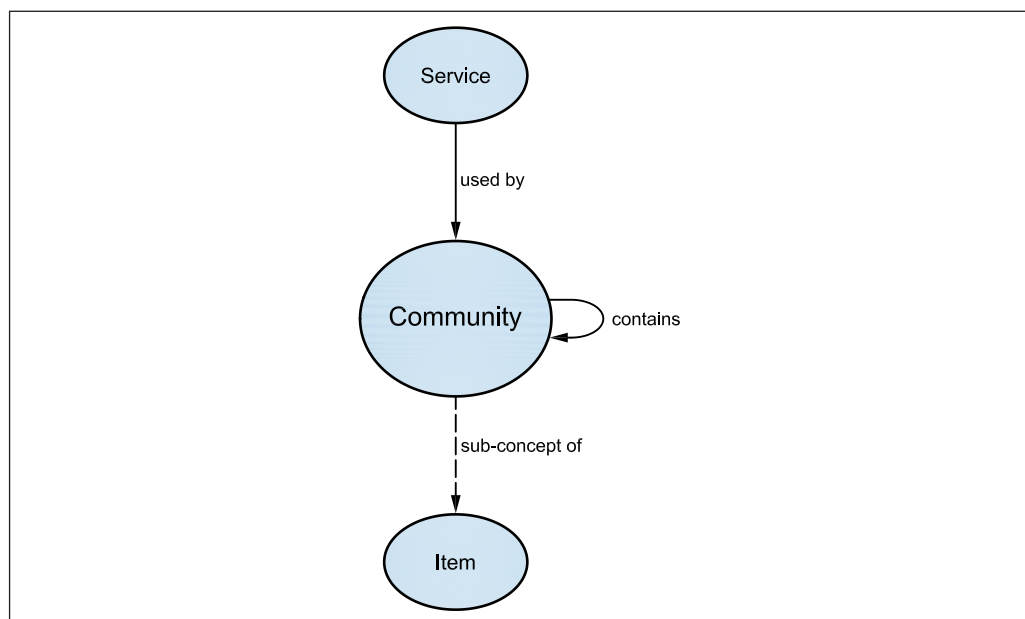 Service
used by
Community
contains
sub-concept of
Item